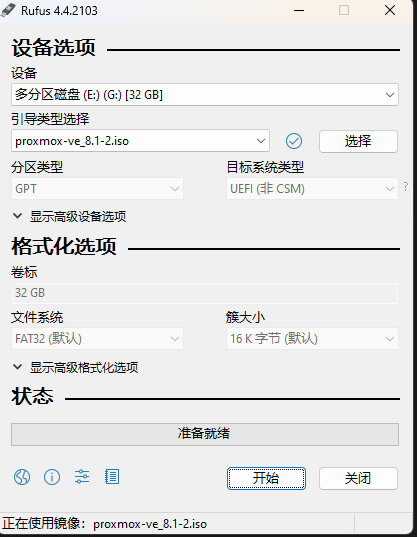 Rufus 4.4.2103
设备选项
设备
多分区磁盘 (E:) (G:) [32 GB]
引导类型选择
proxmox-ve_8.1-2.iso
选择
分区类型
目标系统类型
GPT
UEFI (非 CSM)
?
显示高级设备选项
格式化选项
卷标
32 GB
文件系统
簇大小
FAT32 (默认)
16 K 字节 (默认)
显示高级格式化选项
状态
准备就绪
开始
关闭
正在使用镜像：proxmox-ve_8.1-2.iso